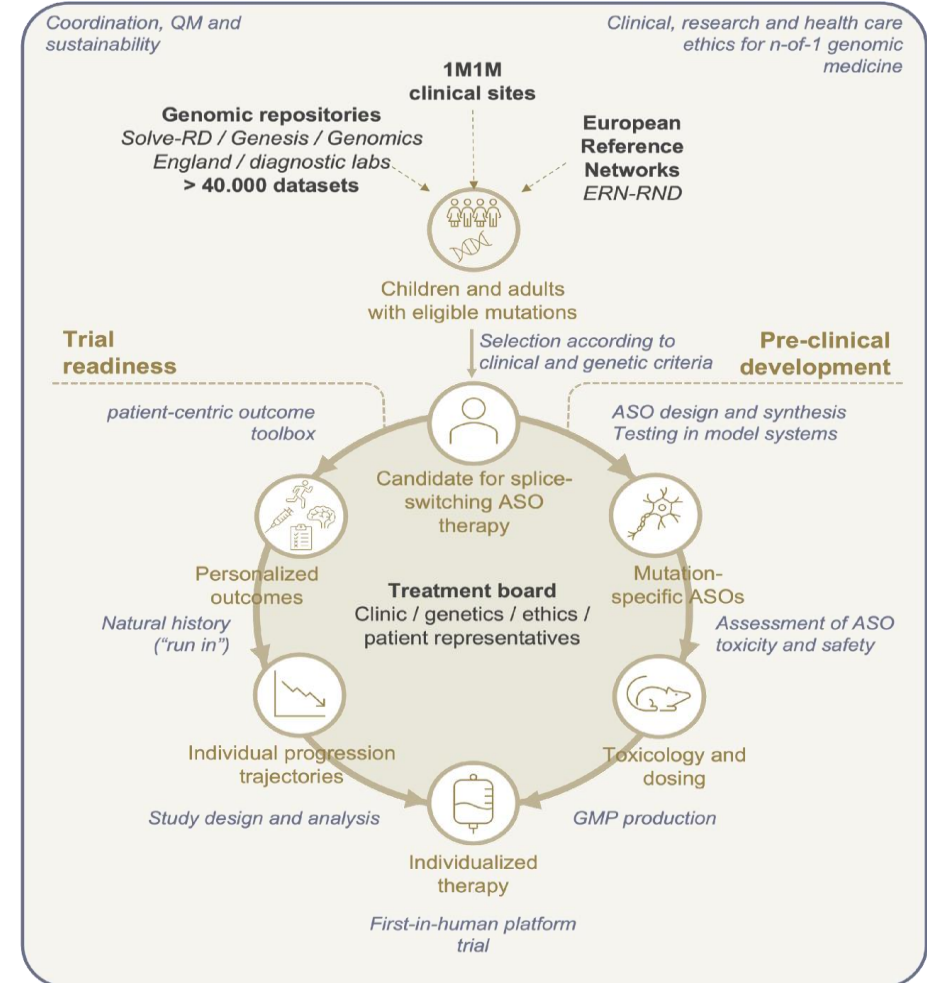 Coordination, QM and
sustainability
Clinical, research and health care
ethics for n-of-1 genomic
medicine
1M1M
clinical sites
Genomic repositories
Solve-RD / Genesis / Genomics
England / diagnostic labs
> 40.000 datasets
European
Reference
Networks
ERN-RND
Children and adults
with eligible mutations
Selection according to
clinical and genetic criteria
Trial
readiness
Pre-clinical
development
patient-centric outcome
toolbox
ASO design and synthesis
Testing in model systems
Candidate for splice-
switching ASO
therapy
Personalized
outcomes
Mutation-
specific ASOs
Treatment board
Clinic / genetics / ethics /
patient representatives
Natural history
(“run in”)
Assessment of ASO
toxicity and safety
Individual progression
trajectories
Toxicology and
dosing
Study design and analysis
GMP production
Individualized
therapy
First-in-human platform
trial